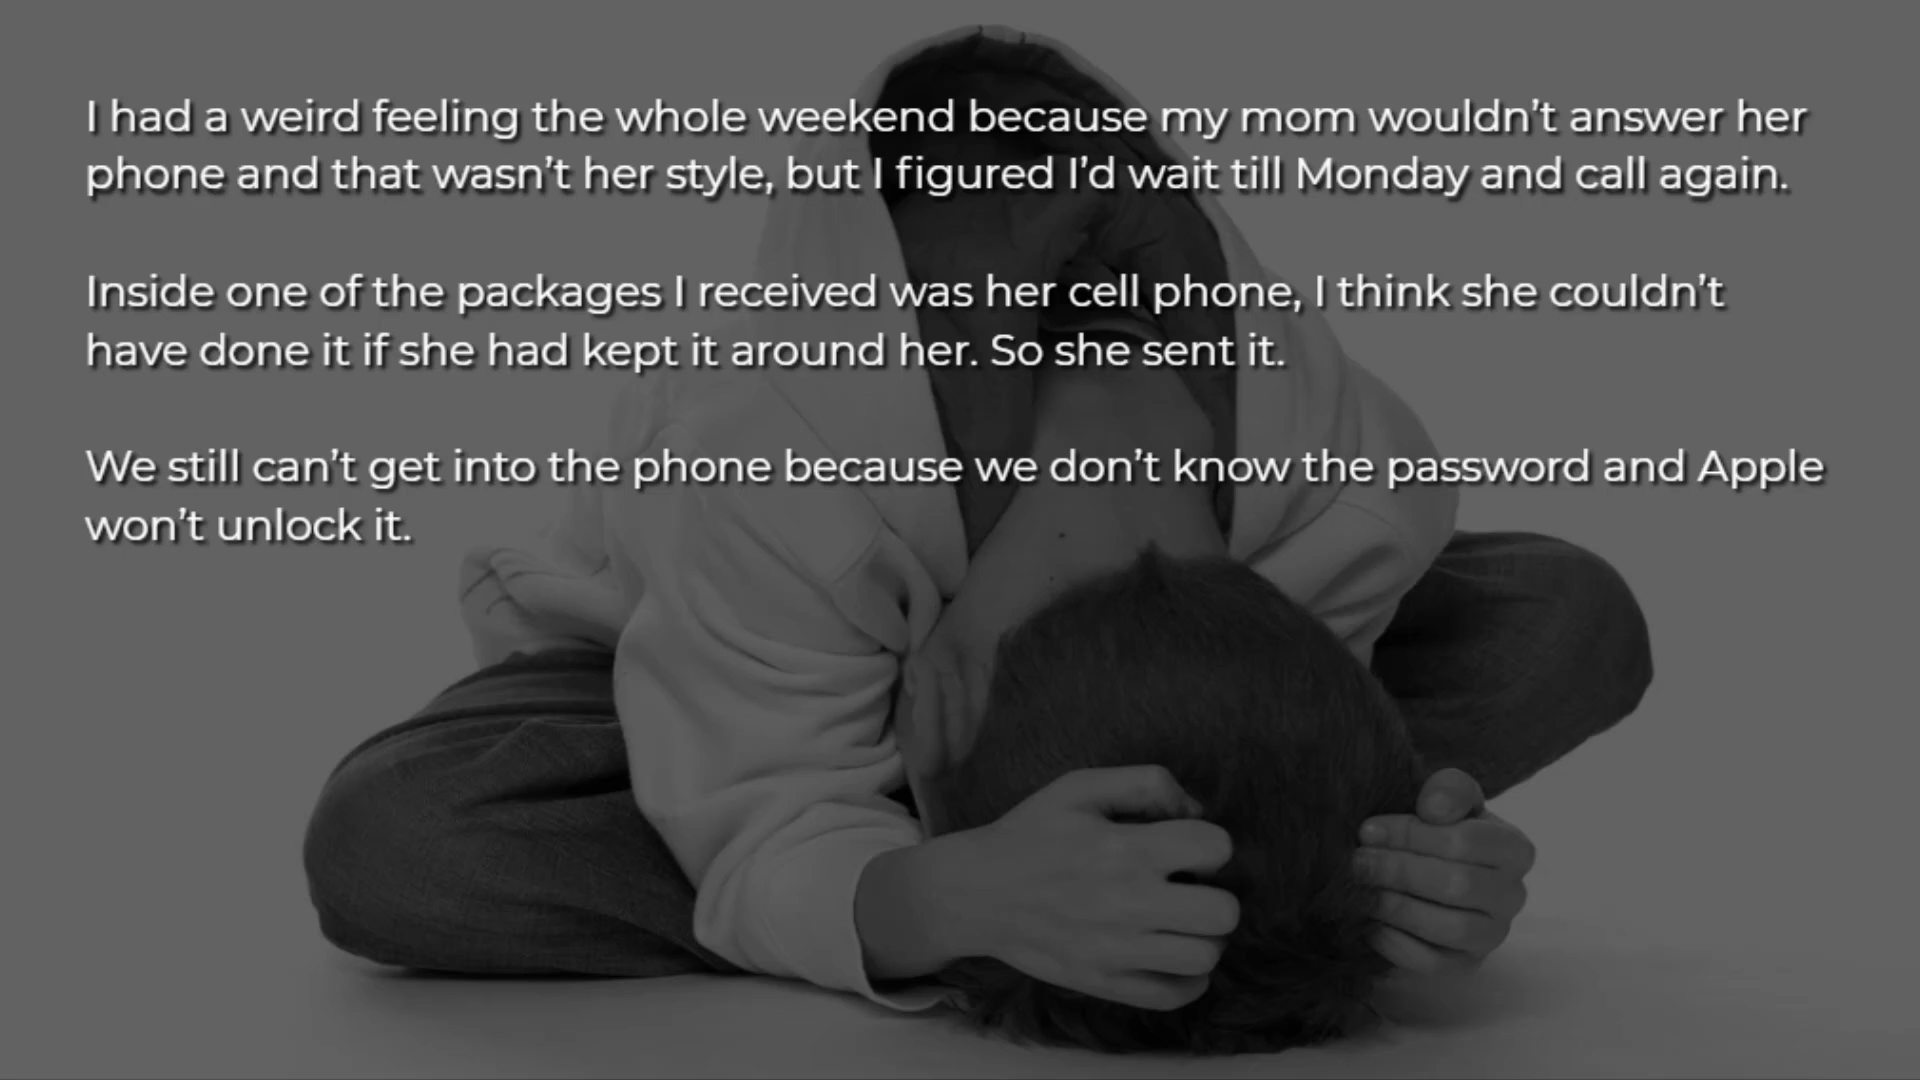 I had a weird feeling the whole weekend because my mom wouldn’t answer her
phone and that wasn’t her style, but I figured I’d wait till Monday and call again.
Inside one of the packages I received was her cell phone, I think she couldn’t
have done it if she had kept it around her. So she sent it.
We still can’t get into the phone because we don’t know the password and Apple
won’t unlock it.